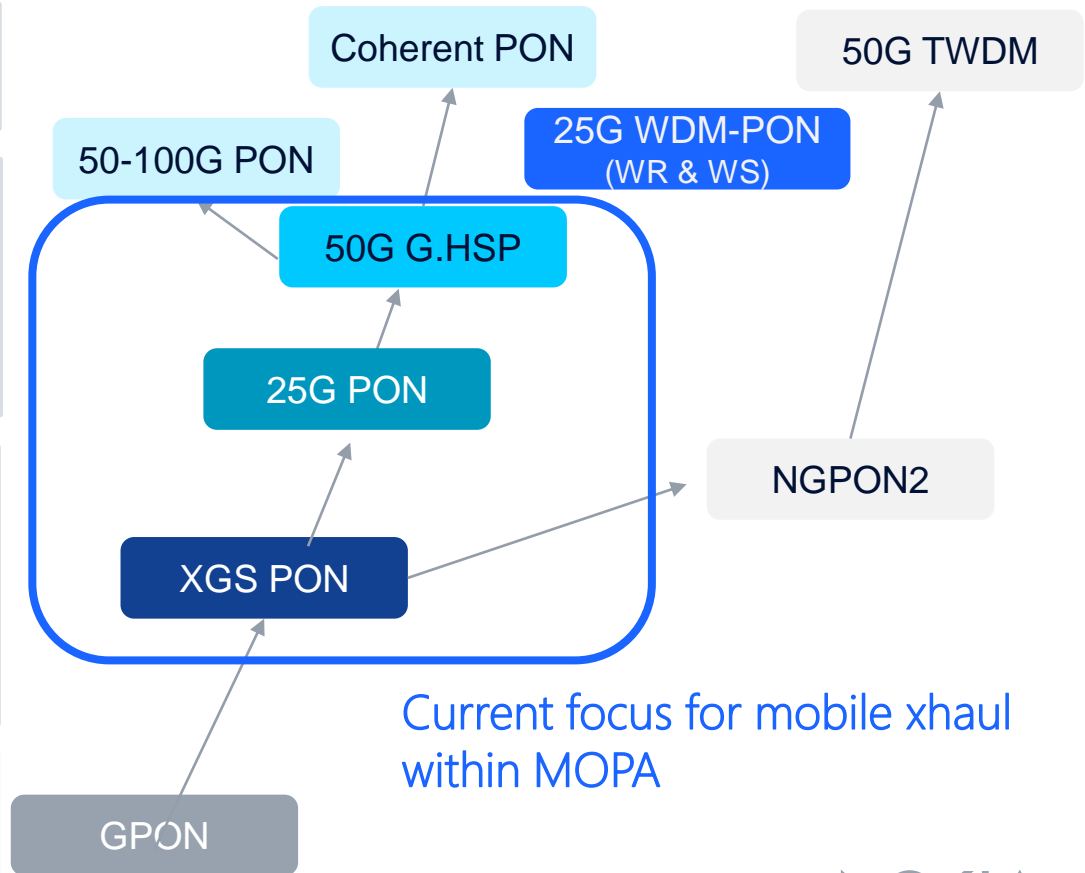 Coherent PON
50G TWDM
25G WDM-PON
(WR & WS)
50-100G PON
50G G.HSP
25G PON
NGPON2
XGS PON
Current focus for mobile xhaul
within MOPA
GPON